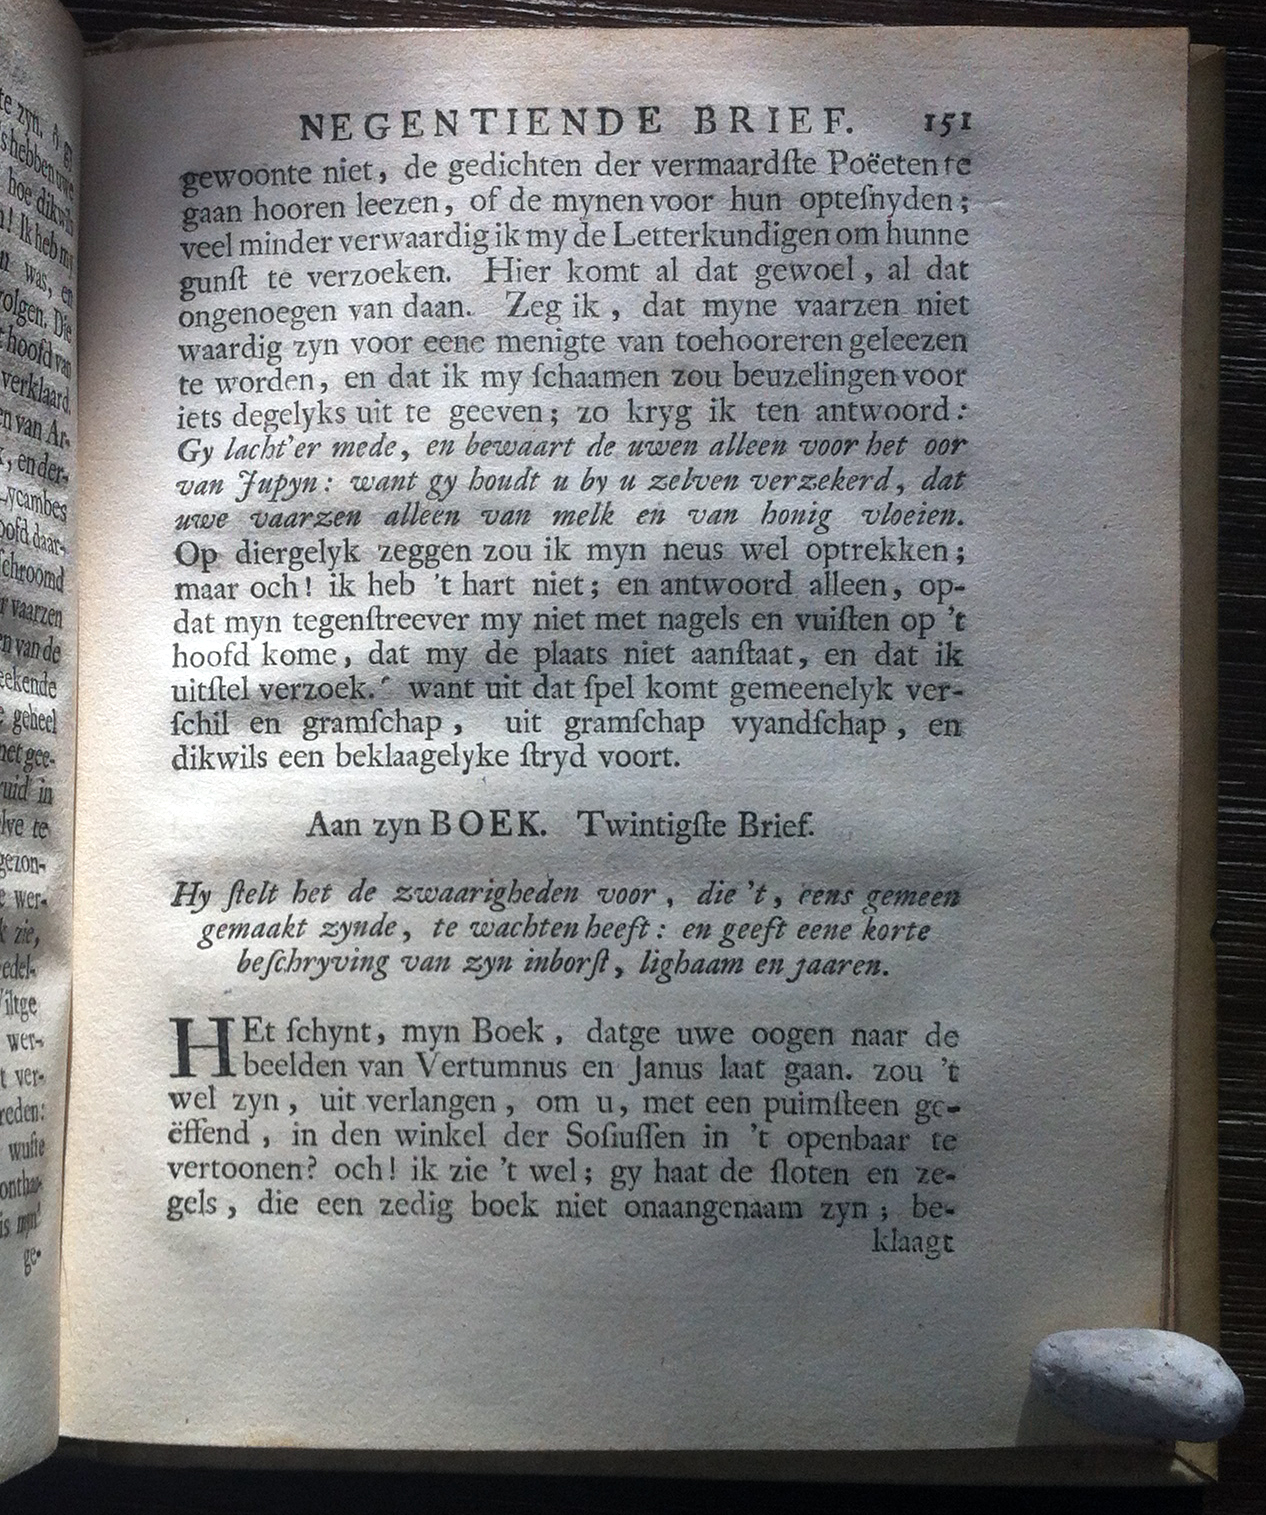 NEGENTIENDE BRIEF. 151
gewoonte niet, de gedichten der vermaardſte Poëeten te
gaan hooren leezen, of de mynen voor hun opteſnyden;
veel minder verwaardig ik my de Letterkundigen om hunne
gunſt te verzoeken. Hier komt al dat gewoel, al dat
ongenoegen van daan. Zeg ik, dat myne vaarzen niet
waardig zyn voor eene menigte van toehooreren geleezen
te worden, en dat ik my ſchaamen zou beuzelingen voor
iets degelyks uit te geeven; zo kryg ik ten antwoord:
Gy lacht'er mede, en bewaart de uwen alleen voor het oor
van Jupyn: want gy houdt u by u zelven verzekerd, dat
uwe vaarzen alleen van melk en van honig vloeien.
Op diergelyk zeggen zou ik myn neus wel optrekken;
maar och! ik heb 't hart niet; en antwoord alleen, op-
dat myn tegenſtreever my niet met nagels en vuiſten op 't
hoofd kome, dat my de plaats niet aanſtaat, en dat ik
uitſtel verzoek. want uit dat ſpel komt gemeenelyk ver-
ſchil en gramſchap, uit gramſchap vyandſchap, en
dikwils een beklaagelyke ſtryd voort.
Aan zyn BOEK. Twintigſte Brief.
Hy ſtelt het de zwaarigheden voor, die 't, eens gemeen
gemaakt zynde, te wachten heeft: en geeft eene korte
beſchryving van zyn inborſt, lighaam en jaaren.
HEt ſchynt, myn Boek, datge uwe oogen naar de
beelden van Vertumnus en Janus laat gaan. zou 't
wel zyn, uit verlangen, om u, met een puimſteen ge-
ëffend, in den winkel der Soſiuſſen in 't openbaar te
vertoonen? och! ik zie 't wel; gy haat de ſloten en ze-
gels, die een zedig boek niet onaangenaam zyn; be-
klaagt